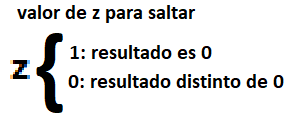 valor de z para saltar
z { 1: resultado es 0
0: resultado distinto de 0